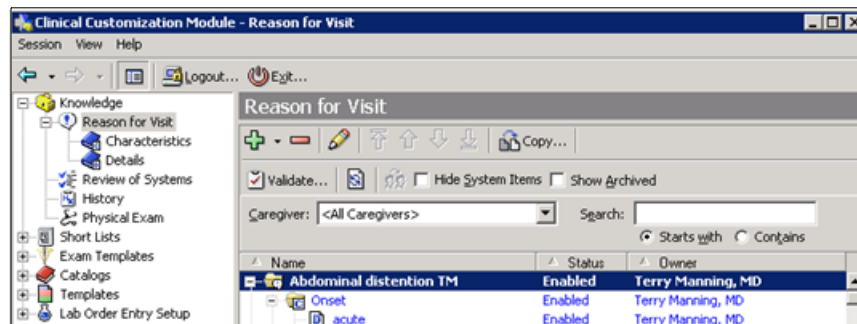 Clinical Customization Module - Reason for Visit
Session View Help
Logout... Exit...
Knowledge
Reason for Visit
Characteristics
Details
Review of Systems
History
Physical Exam
Short Lists
Exam Templates
Catalogs
Templates
Lab Order Entry Setup
Reason for Visit
Copy...
Validate... Hide System Items Show Archived
Caregiver: <All Caregivers> Search:
Starts with Contains
Name Status Owner
Abdominal distention TM Enabled Terry Manning, MD
Onset Enabled Terry Manning, MD
acute Enabled Terry Manning, MD